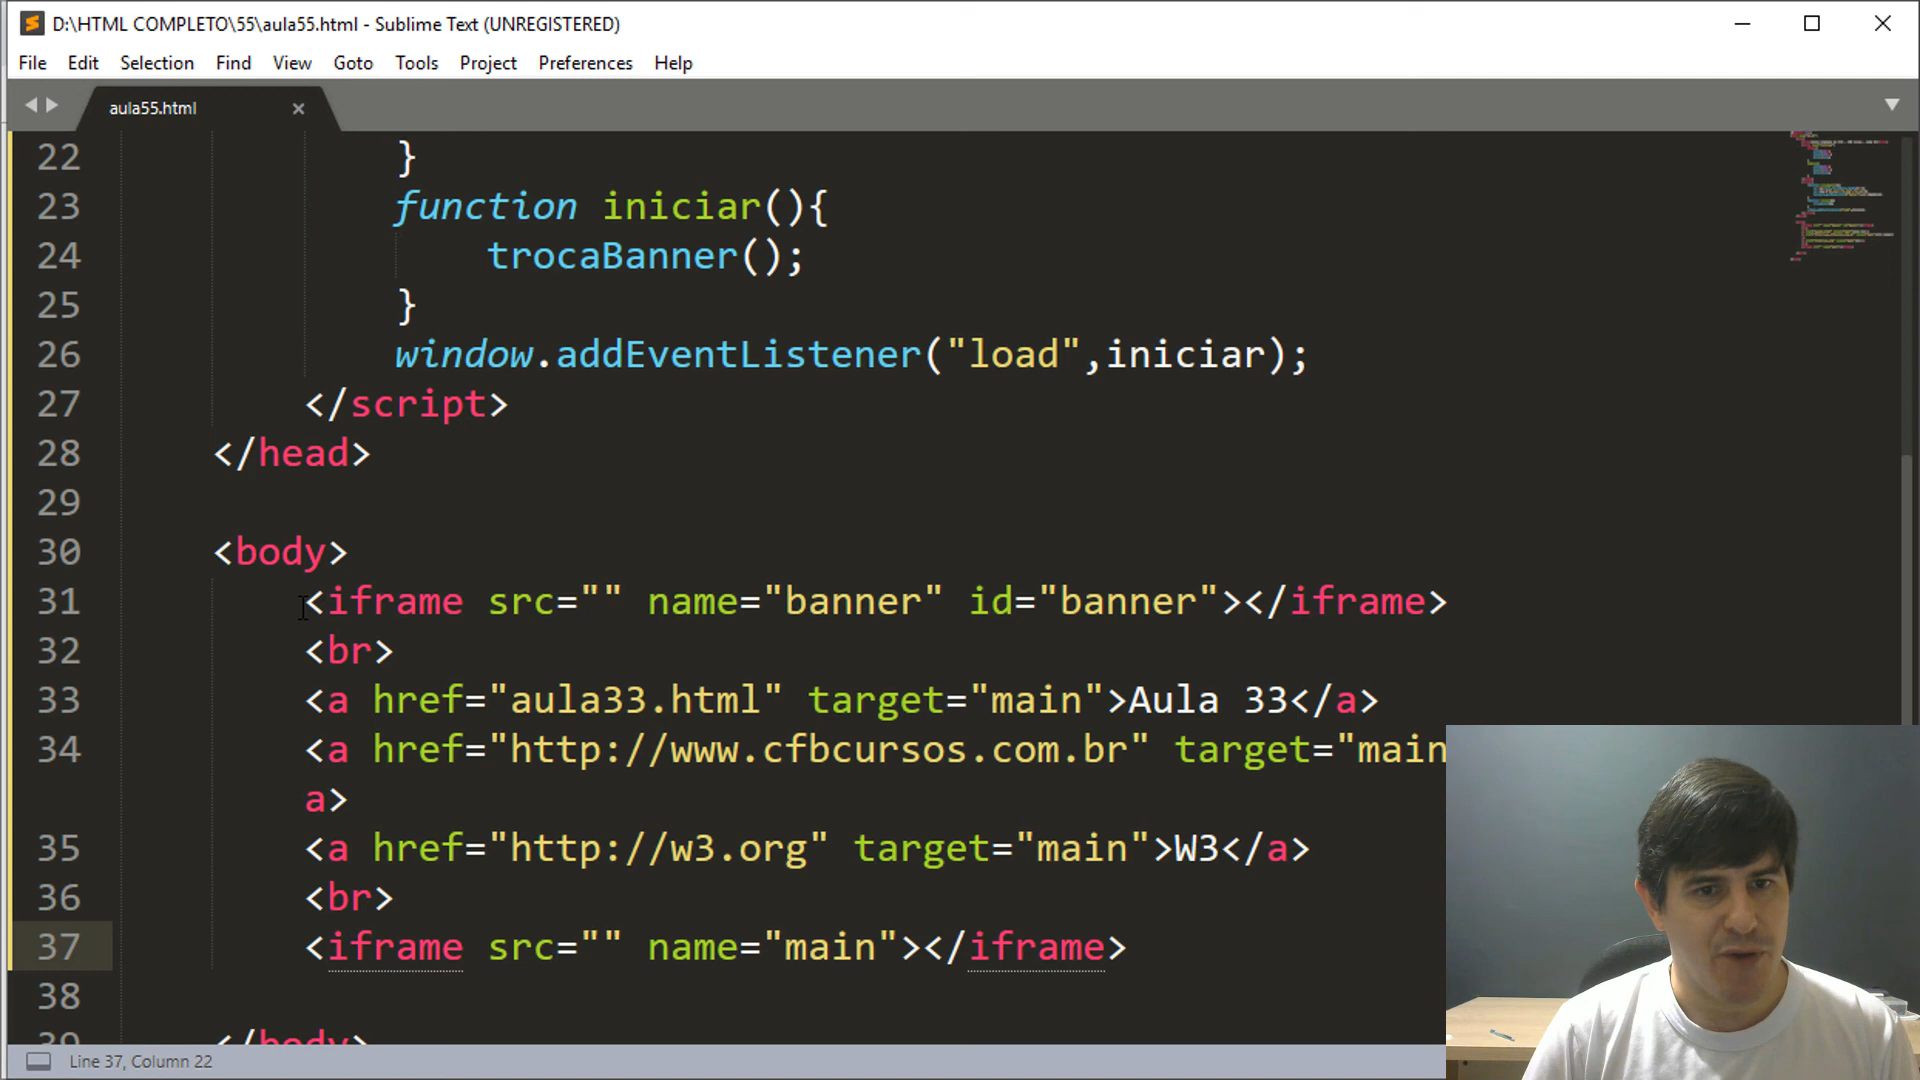 D:\HTML COMPLETO\55\aula55.html - Sublime Text (UNREGISTERED)
File Edit Selection Find View Goto Tools Project Preferences Help
aula55.html
22 }
23 function iniciar(){
24 trocaBanner();
25 }
26 window.addEventListener("load",iniciar);
27 </script>
28 </head>
29
30 <body>
31 <iframe src="" name="banner" id="banner"></iframe>
32 <br>
33 <a href="aula33.html" target="main">Aula 33</a>
34 <a href="http://www.cfbcursos.com.br" target="main
a>
35 <a href="http://w3.org" target="main">W3</a>
36 <br>
37 <iframe src="" name="main"></iframe>
38
39 </body>
Line 37, Column 22